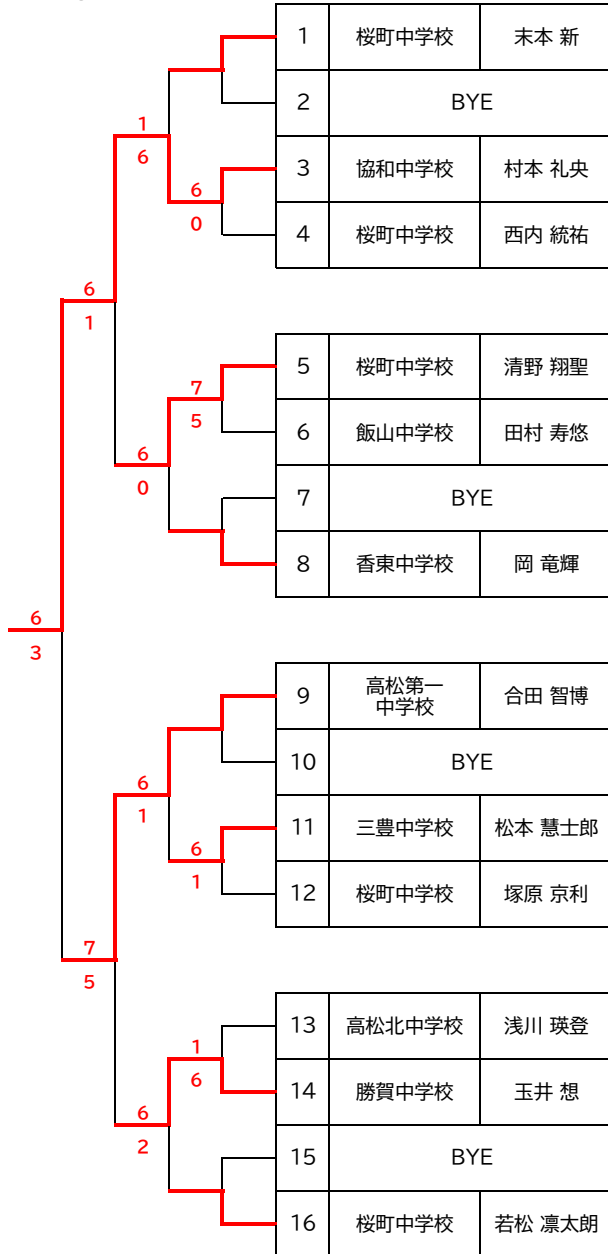 1 桜町中学校 末本 新
2 BYE
1
6
3 協和中学校 村本 礼央
6
0
4 桜町中学校 西内 統祐
6
1
5 桜町中学校 清野 翔聖
7
5
6 飯山中学校 田村 寿悠
6
0
7 BYE
8 香東中学校 岡 竜輝
6
3
9 高松第一
中学校 合田 智博
10 BYE
6
1
11 三豊中学校 松本 慧士郎
6
1
12 桜町中学校 塚原 京利
7
5
13 高松北中学校 浅川 瑛登
1
6
14 勝賀中学校 玉井 想
6
2
15 BYE
16 桜町中学校 若松 凛太朗